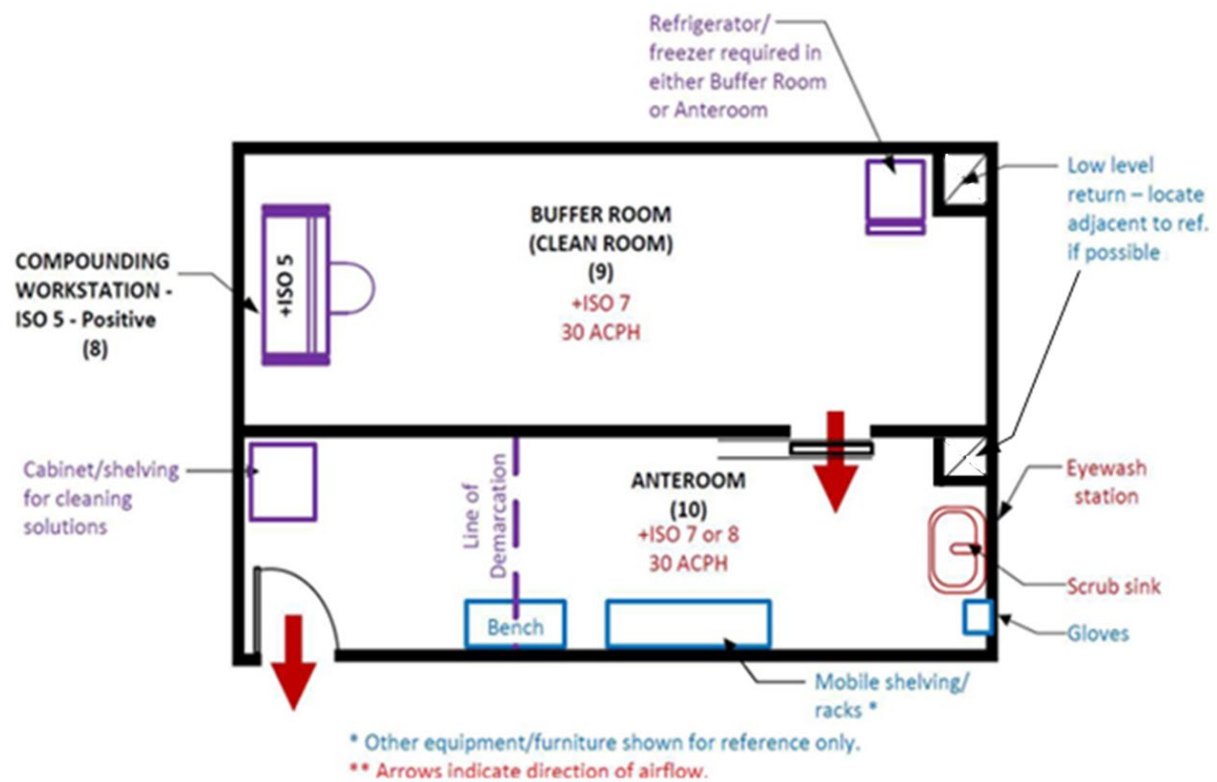 Refrigerator/
freezer required in
either Buffer Room
or Anteroom
Low level
return – locate
adjacent to ref.
if possible
BUFFER ROOM
(CLEAN ROOM)
(9)
+ISO 7
30 ACPH
COMPOUNDING
WORKSTATION -
ISO 5 - Positive
(8)
+ISO 5
Cabinet/shelving
for cleaning
solutions
Line of
Demarcation
ANTEROOM
(10)
+ISO 7 or 8
30 ACPH
Eyewash
station
Scrub sink
Gloves
Bench
Mobile shelving/
racks *
* Other equipment/furniture shown for reference only.
** Arrows indicate direction of airflow.